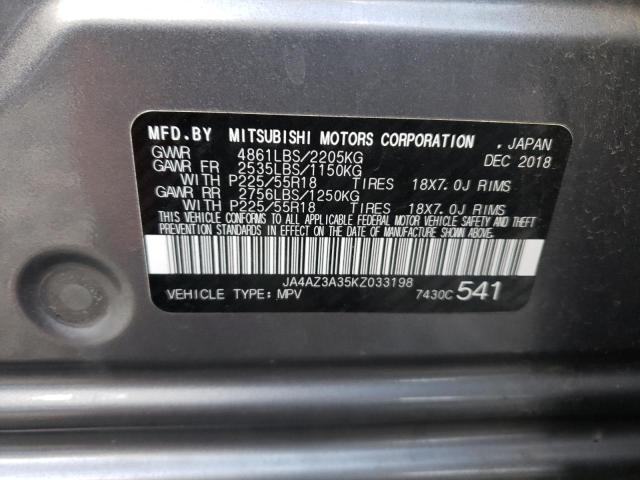 MFD.BY MITSUBISHI MOTORS CORPORATION , JAPAN
GVWR 4861LBS/2205KG DEC 2018
GAWR FR 2535LBS/1150KG
WITH P225/55R18 TIRES 18X7.0J RIMS
GAWR RR 2756LBS/1250KG
WITH P225/55R18 TIRES 18X7.0J RIMS
THIS VEHICLE CONFORMS TO ALL APPLICABLE FEDERAL MOTOR VEHICLE SAFETY AND THEFT
PREVENTION STANDARDS IN EFFECT ON THE DATE OF MANUFACTURE SHOWN ABOVE.
JA4AZ3A35KZ033198
VEHICLE TYPE: MPV 7430C 541